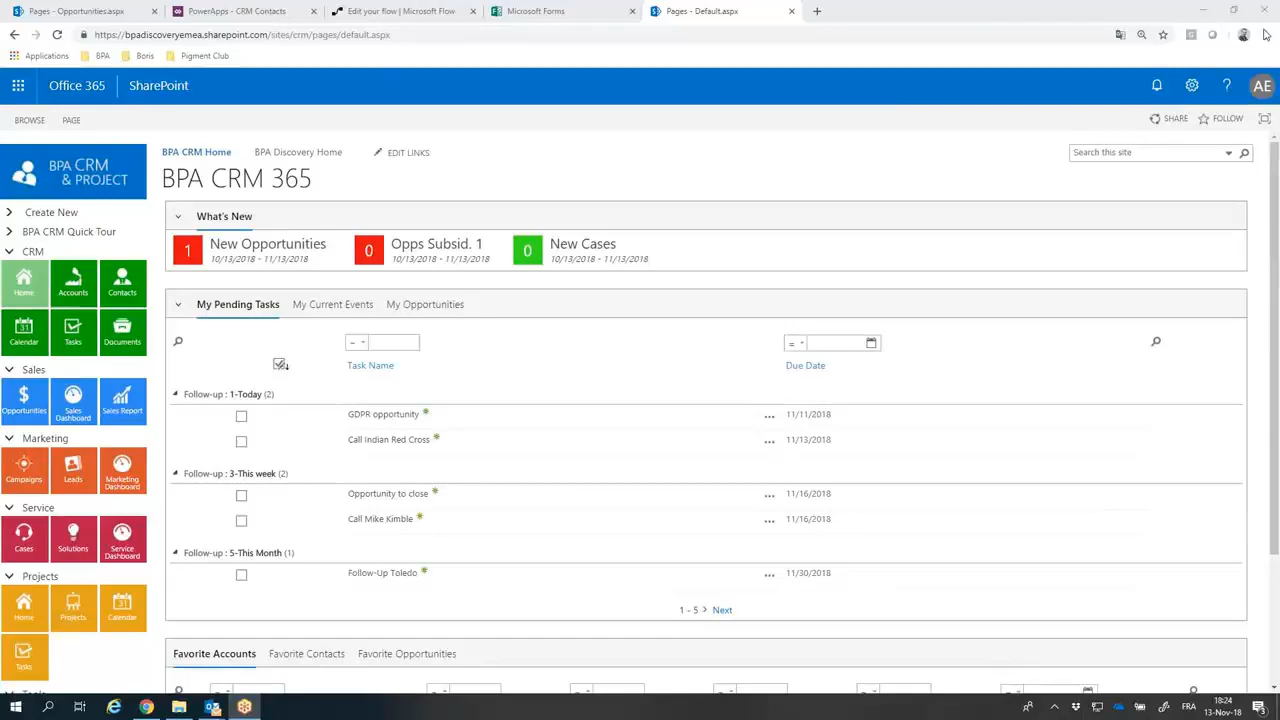 Pages - Opportunities.aspx
PowerApps - CRM Contacts
Edit your flow | Microsoft Flow
Microsoft Forms
Pages - Default.aspx
https://bpadiscoveryemea.sharepoint.com/sites/crm/pages/default.aspx
Applications
BPA
Boris
Pigment Club
Office 365
SharePoint
AE
BROWSE
PAGE
SHARE
FOLLOW
BPA CRM & PROJECT
BPA CRM Home
BPA Discovery Home
EDIT LINKS
Search this site
BPA CRM 365
Create New
BPA CRM Quick Tour
CRM
Home
Accounts
Contacts
31
Calendar
Tasks
Documents
Sales
Opportunities
Sales Dashboard
Sales Report
Marketing
Campaigns
Leads
Marketing Dashboard
Service
Cases
Solutions
Service Dashboard
Projects
Home
Projects
31
Calendar
Tasks
What's New
1
New Opportunities
10/13/2018 - 11/13/2018
0
Opps Subsid. 1
10/13/2018 - 11/13/2018
0
New Cases
10/13/2018 - 11/13/2018
My Pending Tasks
My Current Events
My Opportunities
=
=
Task Name
Due Date
Follow-up : 1-Today (2)
GDPR opportunity
... 11/11/2018
Call Indian Red Cross
... 11/13/2018
Follow-up : 3-This week (2)
Opportunity to close
... 11/16/2018
Call Mike Kimble
... 11/16/2018
Follow-up : 5-This Month (1)
Follow-Up Toledo
... 11/30/2018
1 - 5
Next
Favorite Accounts
Favorite Contacts
Favorite Opportunities
FRA
18:24
13-Nov-18